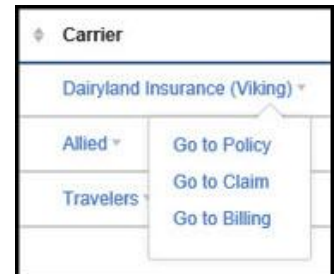 Carrier
Dairyland Insurance (Viking)
Go to Policy
Go to Claim
Go to Billing
Allied
Travelers